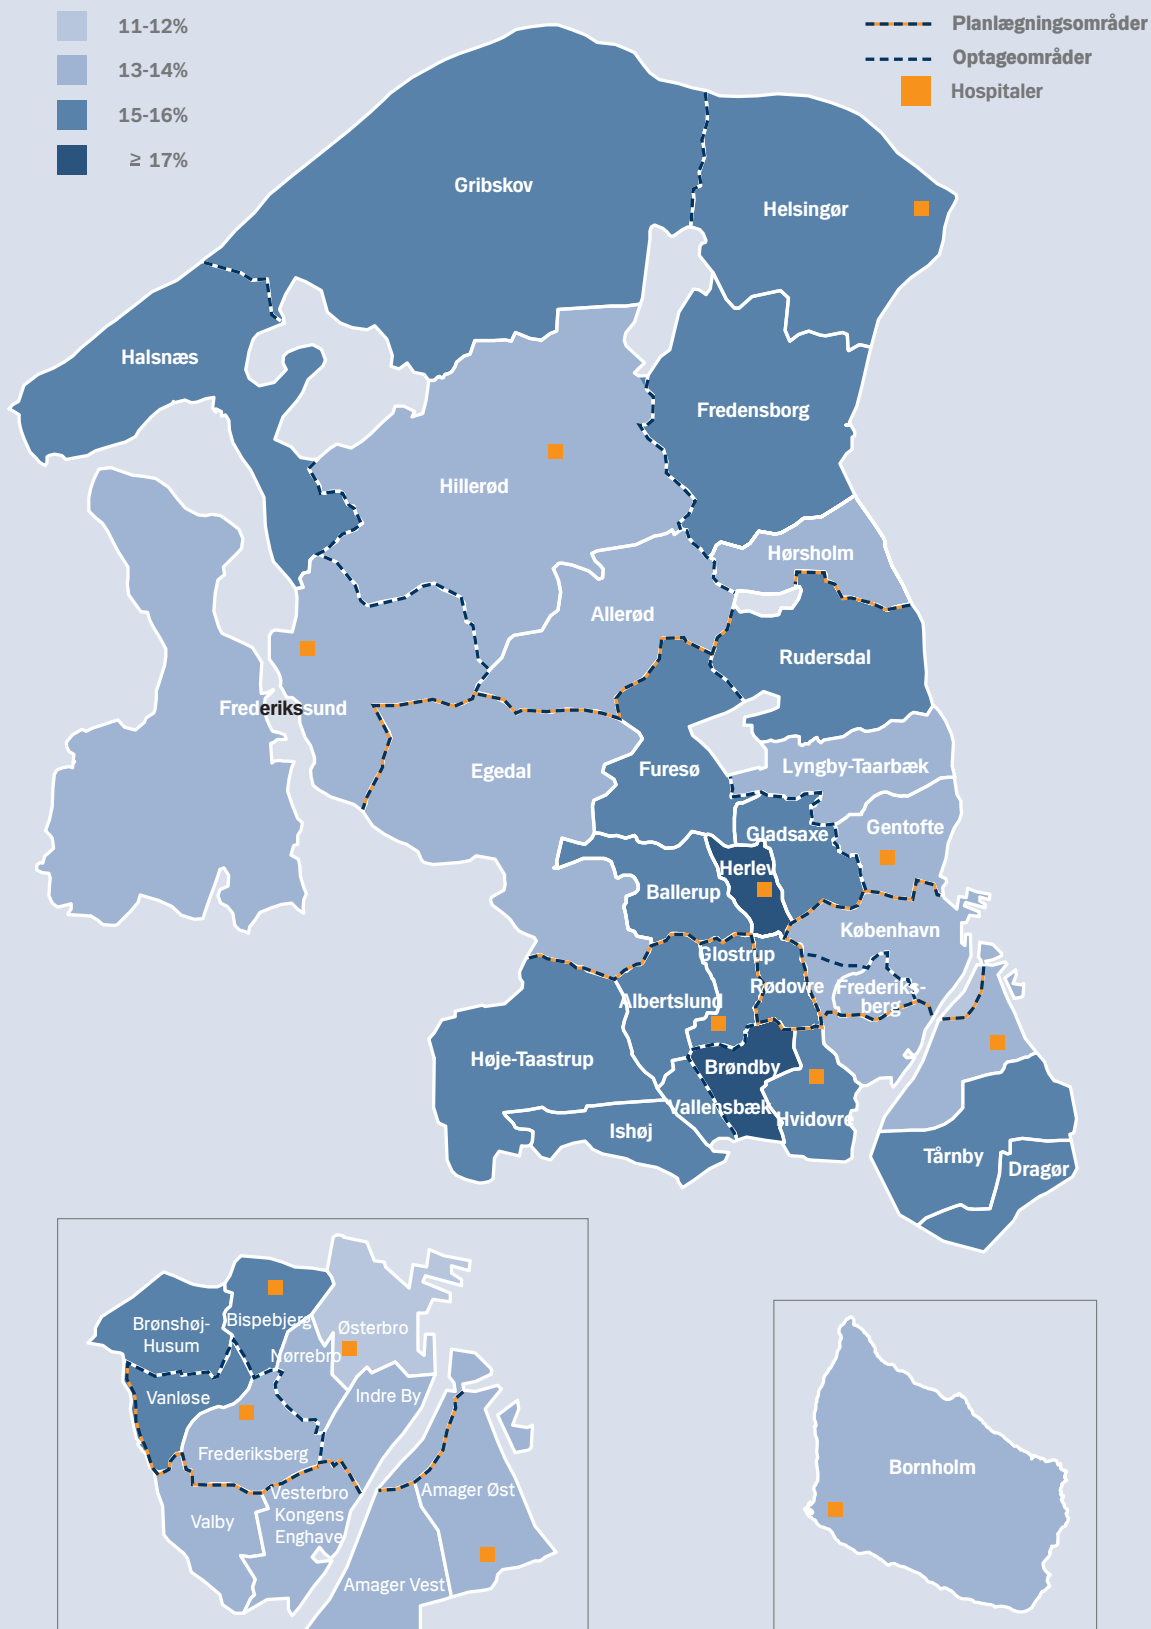 11-12%
13-14%
15-16%
≥ 17%
Planlægningsområder
Optageområder
Hospitaler
Gribskov
Helsingør
Halsnæs
Fredensborg
Hillerød
Hørsholm
Allerød
Rudersdal
Frederikssund
Egedal
Furesø
Lyngby-Taarbæk
Gladsaxe
Gentofte
Herlev
Ballerup
København
Glostrup
Rødovre
Frederiks-
berg
Albertslund
Høje-Taastrup
Brøndby
Vallensbæk
Hvidovre
Ishøj
Tårnby
Dragør
Brønshøj-
Husum
Bispebjerg
Østerbro
Nørrebro
Vanløse
Indre By
Frederiksberg
Vesterbro
Kongens
Enghave
Valby
Amager Øst
Amager Vest
Bornholm